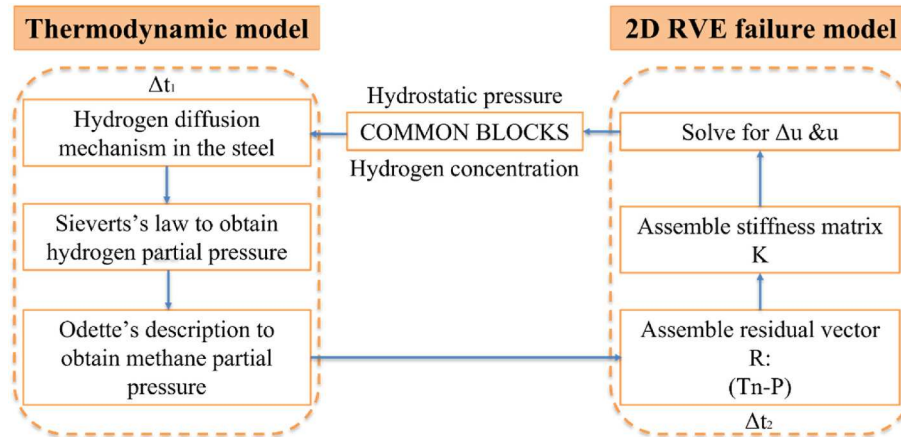 Thermodynamic model
Δt₁
Hydrogen diffusion
mechanism in the steel
Sieverts's law to obtain
hydrogen partial pressure
Odette's description to
obtain methane partial
pressure
Hydrostatic pressure
COMMON BLOCKS
Hydrogen concentration
2D RVE failure model
Solve for Δu &u
Assemble stiffness matrix
K
Assemble residual vector
R:
(Tn-P)
Δt₂